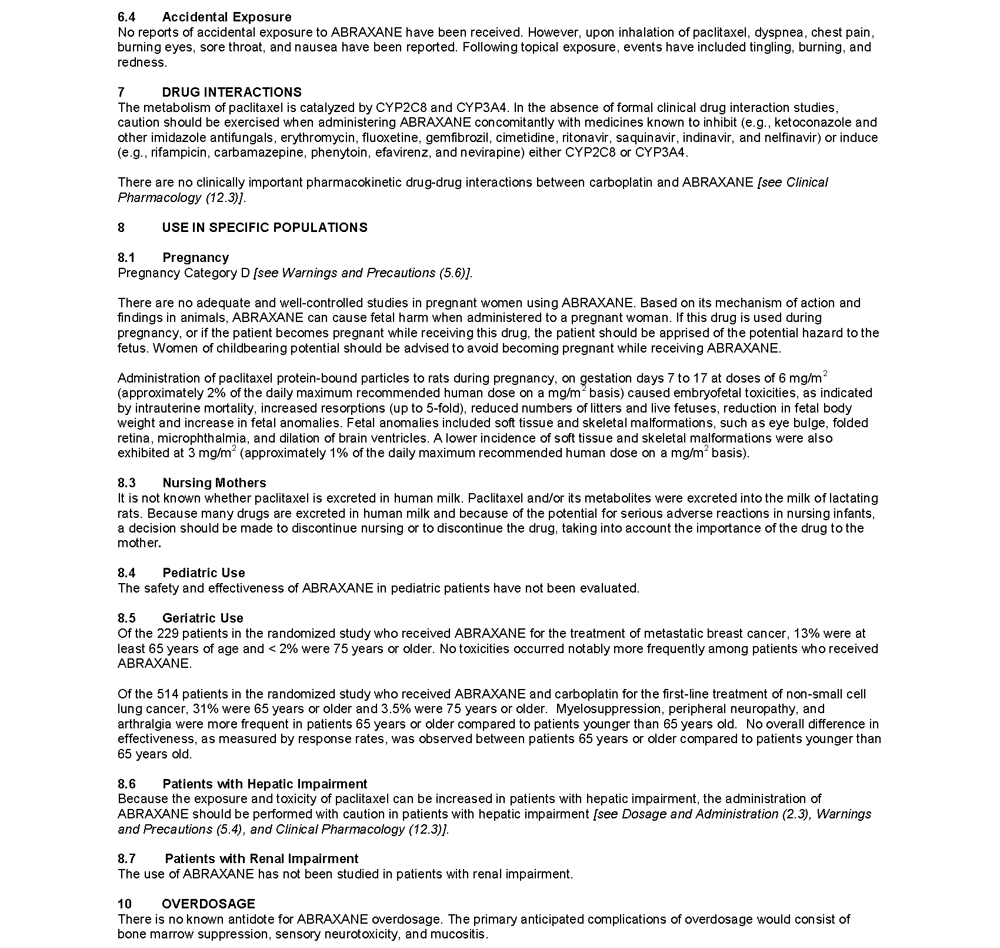 6.4 Accidental Exposure
No reports of accidental exposure to ABRAXANE have been received. However, upon inhalation of paclitaxel, dyspnea, chest pain,
burning eyes, sore throat, and nausea have been reported. Following topical exposure, events have included tingling, burning, and
redness.
7 DRUG INTERACTIONS
The metabolism of paclitaxel is catalyzed by CYP2C8 and CYP3A4. In the absence of formal clinical drug interaction studies,
caution should be exercised when administering ABRAXANE concomitantly with medicines known to inhibit (e.g., ketoconazole and
other imidazole antifungals, erythromycin, fluoxetine, gemfibrozil, cimetidine, ritonavir, saquinavir, indinavir, and nelfinavir) or induce
(e.g., rifampicin, carbamazepine, phenytoin, efavirenz, and nevirapine) either CYP2C8 or CYP3A4.
There are no clinically important pharmacokinetic drug-drug interactions between carboplatin and ABRAXANE [see Clinical
Pharmacology (12.3)].
8 USE IN SPECIFIC POPULATIONS
8.1 Pregnancy
Pregnancy Category D [see Warnings and Precautions (5.6)].
There are no adequate and well-controlled studies in pregnant women using ABRAXANE. Based on its mechanism of action and
findings in animals, ABRAXANE can cause fetal harm when administered to a pregnant woman. If this drug is used during
pregnancy, or if the patient becomes pregnant while receiving this drug, the patient should be apprised of the potential hazard to the
fetus. Women of childbearing potential should be advised to avoid becoming pregnant while receiving ABRAXANE.
Administration of paclitaxel protein-bound particles to rats during pregnancy, on gestation days 7 to 17 at doses of 6 mg/m²
(approximately 2% of the daily maximum recommended human dose on a mg/m² basis) caused embryofetal toxicities, as indicated
by intrauterine mortality, increased resorptions (up to 5-fold), reduced numbers of litters and live fetuses, reduction in fetal body
weight and increase in fetal anomalies. Fetal anomalies included soft tissue and skeletal malformations, such as eye bulge, folded
retina, microphthalmia, and dilation of brain ventricles. A lower incidence of soft tissue and skeletal malformations were also
exhibited at 3 mg/m² (approximately 1% of the daily maximum recommended human dose on a mg/m² basis).
8.3 Nursing Mothers
It is not known whether paclitaxel is excreted in human milk. Paclitaxel and/or its metabolites were excreted into the milk of lactating
rats. Because many drugs are excreted in human milk and because of the potential for serious adverse reactions in nursing infants,
a decision should be made to discontinue nursing or to discontinue the drug, taking into account the importance of the drug to the
mother.
8.4 Pediatric Use
The safety and effectiveness of ABRAXANE in pediatric patients have not been evaluated.
8.5 Geriatric Use
Of the 229 patients in the randomized study who received ABRAXANE for the treatment of metastatic breast cancer, 13% were at
least 65 years of age and < 2% were 75 years or older. No toxicities occurred notably more frequently among patients who received
ABRAXANE.
Of the 514 patients in the randomized study who received ABRAXANE and carboplatin for the first-line treatment of non-small cell
lung cancer, 31% were 65 years or older and 3.5% were 75 years or older. Myelosuppression, peripheral neuropathy, and
arthralgia were more frequent in patients 65 years or older compared to patients younger than 65 years old. No overall difference in
effectiveness, as measured by response rates, was observed between patients 65 years or older compared to patients younger than
65 years old.
8.6 Patients with Hepatic Impairment
Because the exposure and toxicity of paclitaxel can be increased in patients with hepatic impairment, the administration of
ABRAXANE should be performed with caution in patients with hepatic impairment [see Dosage and Administration (2.3), Warnings
and Precautions (5.4), and Clinical Pharmacology (12.3)].
8.7 Patients with Renal Impairment
The use of ABRAXANE has not been studied in patients with renal impairment.
10 OVERDOSAGE
There is no known antidote for ABRAXANE overdosage. The primary anticipated complications of overdosage would consist of
bone marrow suppression, sensory neurotoxicity, and mucositis.